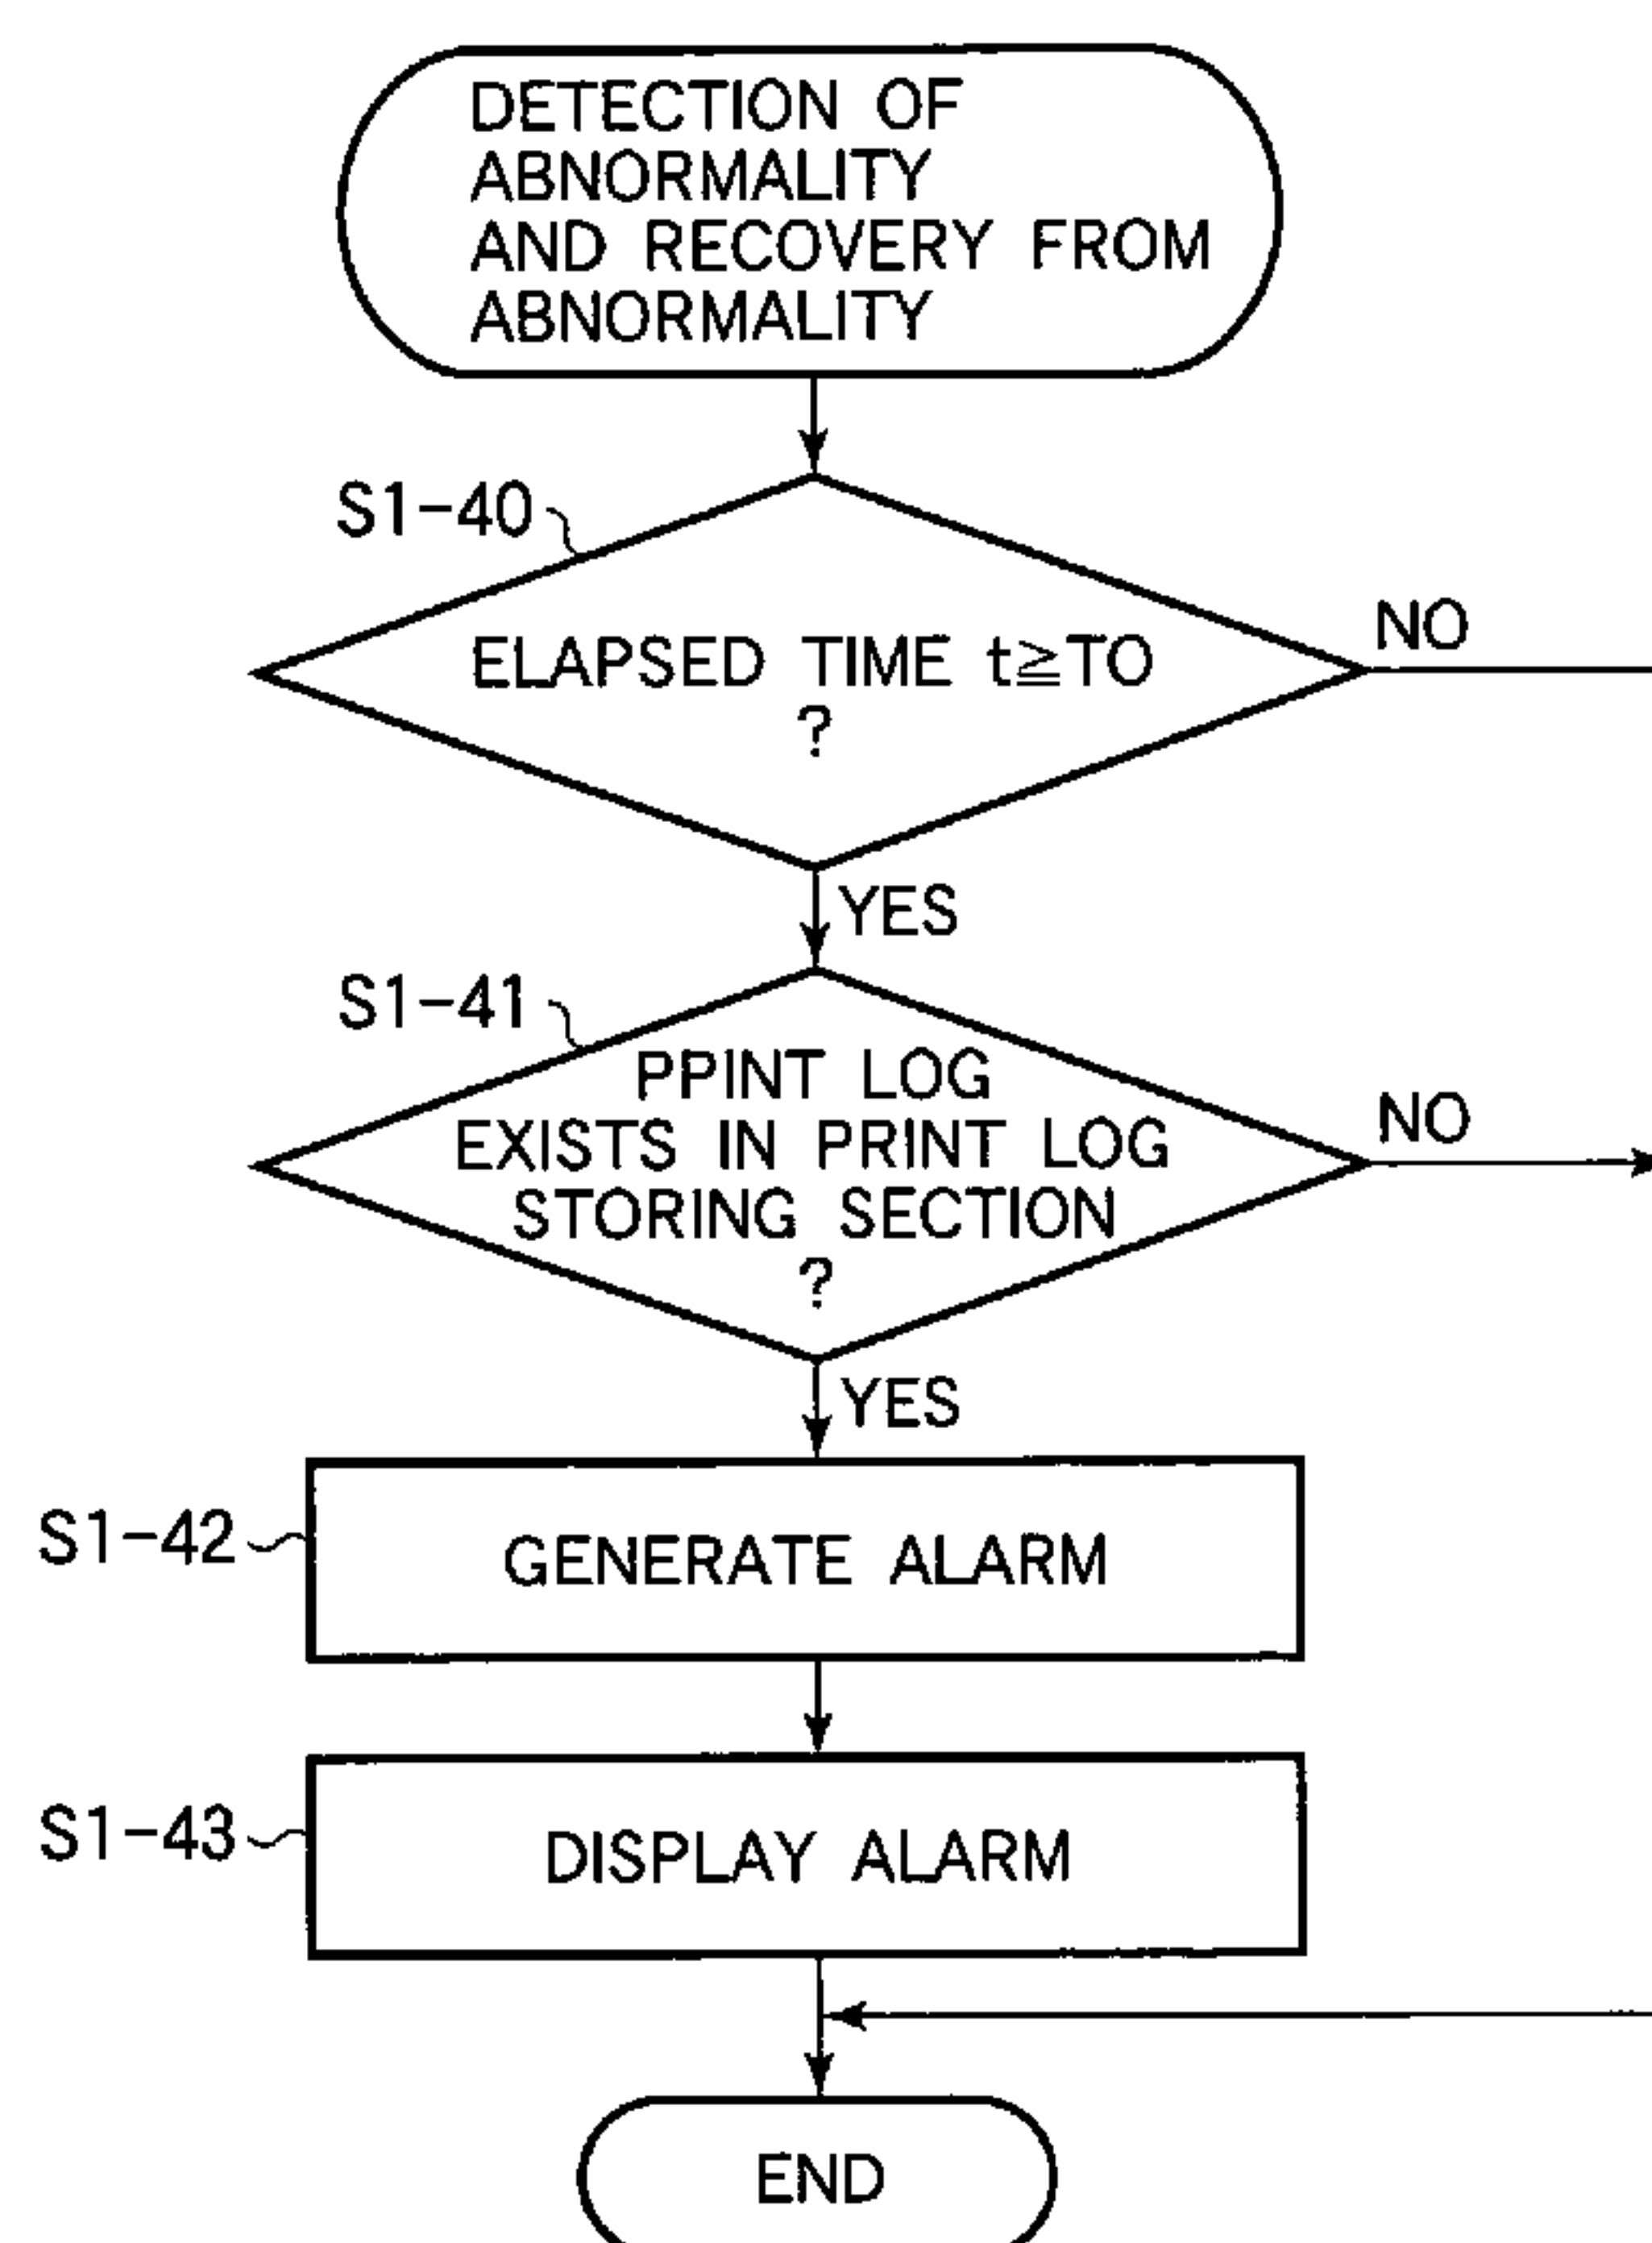 DETECTION OF
ABNORMALITY
AND RECOVERY FROM
ABNORMALITY
S1-40
ELAPSED TIME t≧TO
?
NO
YES
S1-41
PPINT LOG
EXISTS IN PRINT LOG
STORING SECTION
?
NO
YES
S1-42
GENERATE ALARM
S1-43
DISPLAY ALARM
END